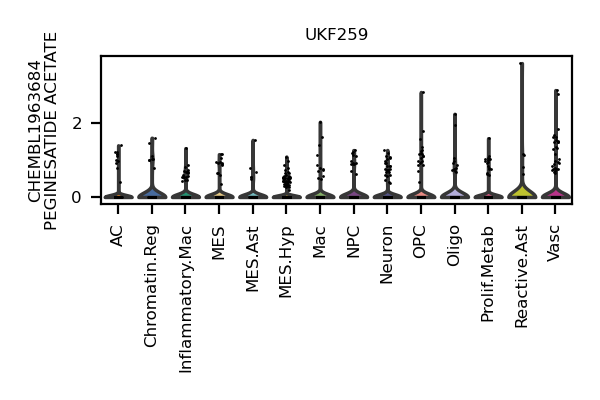 UKF259
CHEMBL1963684
PEGINESATIDE ACETATE
2
0
AC
Chromatin.Reg
Inflammatory.Mac
MES
MES.Ast
MES.Hyp
Mac
NPC
Neuron
OPC
Oligo
Prolif.Metab
Reactive.Ast
Vasc